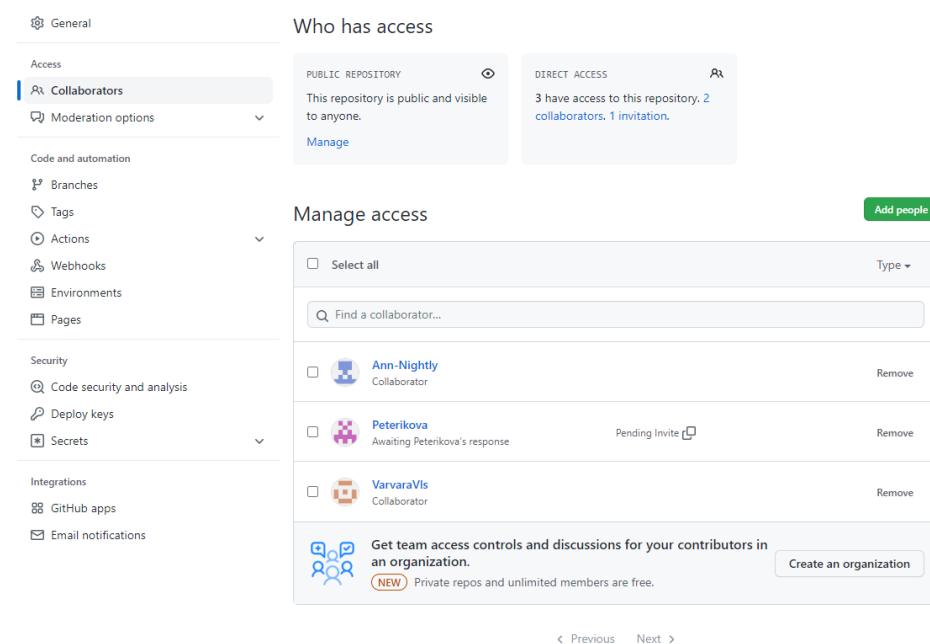 General
Access
Collaborators
Moderation options
Code and automation
Branches
Tags
Actions
Webhooks
Environments
Pages
Security
Code security and analysis
Deploy keys
Secrets
Integrations
GitHub apps
Email notifications
Who has access
PUBLIC REPOSITORY
This repository is public and visible
to anyone.
Manage
DIRECT ACCESS
3 have access to this repository. 2
collaborators. 1 invitation.
Manage access
Add people
Select all
Type
Find a collaborator...
Ann-Nightly
Collaborator
Remove
Peterikova
Awaiting Peterikova's response
Pending Invite
Remove
VarvaraVls
Collaborator
Remove
Get team access controls and discussions for your contributors in
an organization.
NEW Private repos and unlimited members are free.
Create an organization
Previous Next